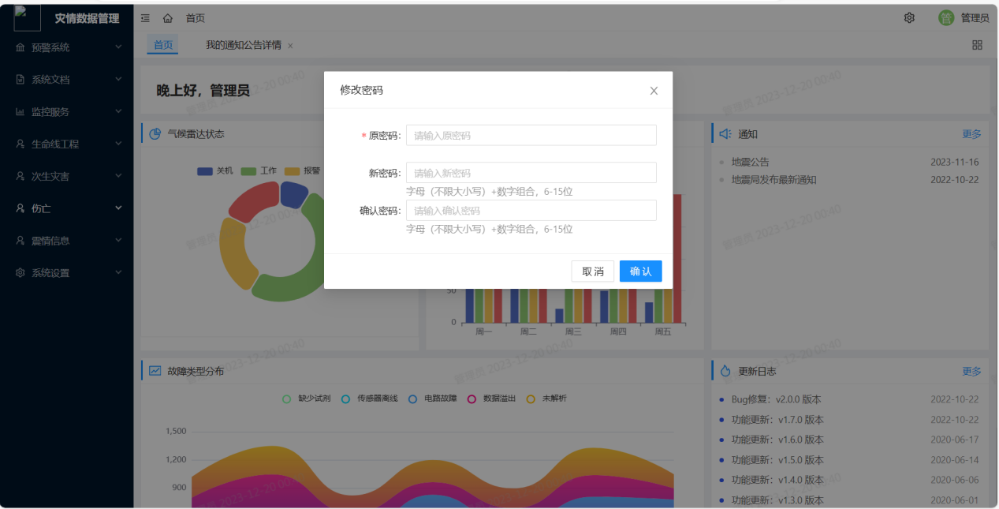 灾情数据管理
首页
管
管理员
预警系统
系统文档
监控服务
生命线工程
次生灾害
伤亡
震情信息
系统设置
首页
我的通知公告详情 ×
晚上好，管理员
修改密码
* 原密码：
请输入原密码
新密码：
请输入新密码
字母（不限大小写）+数字组合，6-15位
确认密码：
请输入确认密码
字母（不限大小写）+数字组合，6-15位
取 消
确 认
气候雷达状态
关机
工作
报警
50
0
周一
周二
周三
周四
周五
通知
更多
地震公告
2023-11-16
地震局发布最新通知
2022-10-22
故障类型分布
缺少试剂
传感器离线
电路故障
数据溢出
未解析
1,500
1,200
900
更新日志
更多
Bug修复：v2.0.0 版本
2022-10-22
功能更新：v1.7.0 版本
2022-10-22
功能更新：v1.6.0 版本
2020-06-17
功能更新：v1.5.0 版本
2020-06-14
功能更新：v1.4.0 版本
2020-06-06
功能更新：v1.3.0 版本
2020-06-01
管理员 2023-12-20 00:40